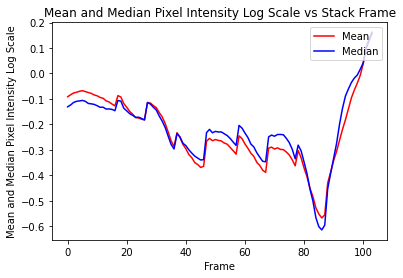 Mean and Median Pixel Intensity Log Scale vs Stack Frame
Mean and Median Pixel Intensity Log Scale
0.2
0.1
0.0
−0.1
−0.2
−0.3
−0.4
−0.5
−0.6
Mean
Median
0 20 40 60 80 100
Frame